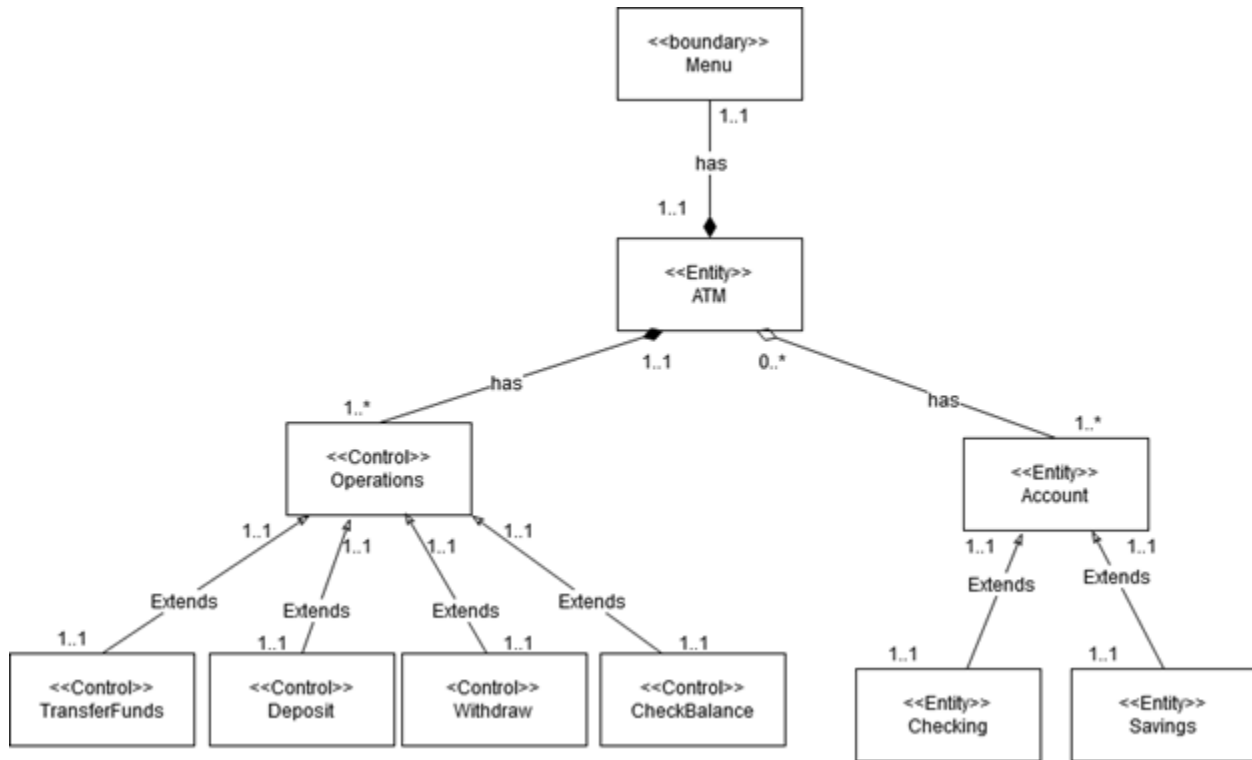 <<boundary>>
Menu
1..1
has
1..1
<<Entity>>
ATM
1..1
0..*
has
has
1..*
1..*
<<Control>>
Operations
<<Entity>>
Account
1..1
1..1
1..1
1..1
1..1
1..1
Extends
Extends
Extends
Extends
Extends
Extends
1..1
1..1
1..1
1..1
1..1
1..1
<<Control>>
TransferFunds
<<Control>>
Deposit
<Control>>
Withdraw
<<Control>>
CheckBalance
<<Entity>>
Checking
<<Entity>>
Savings